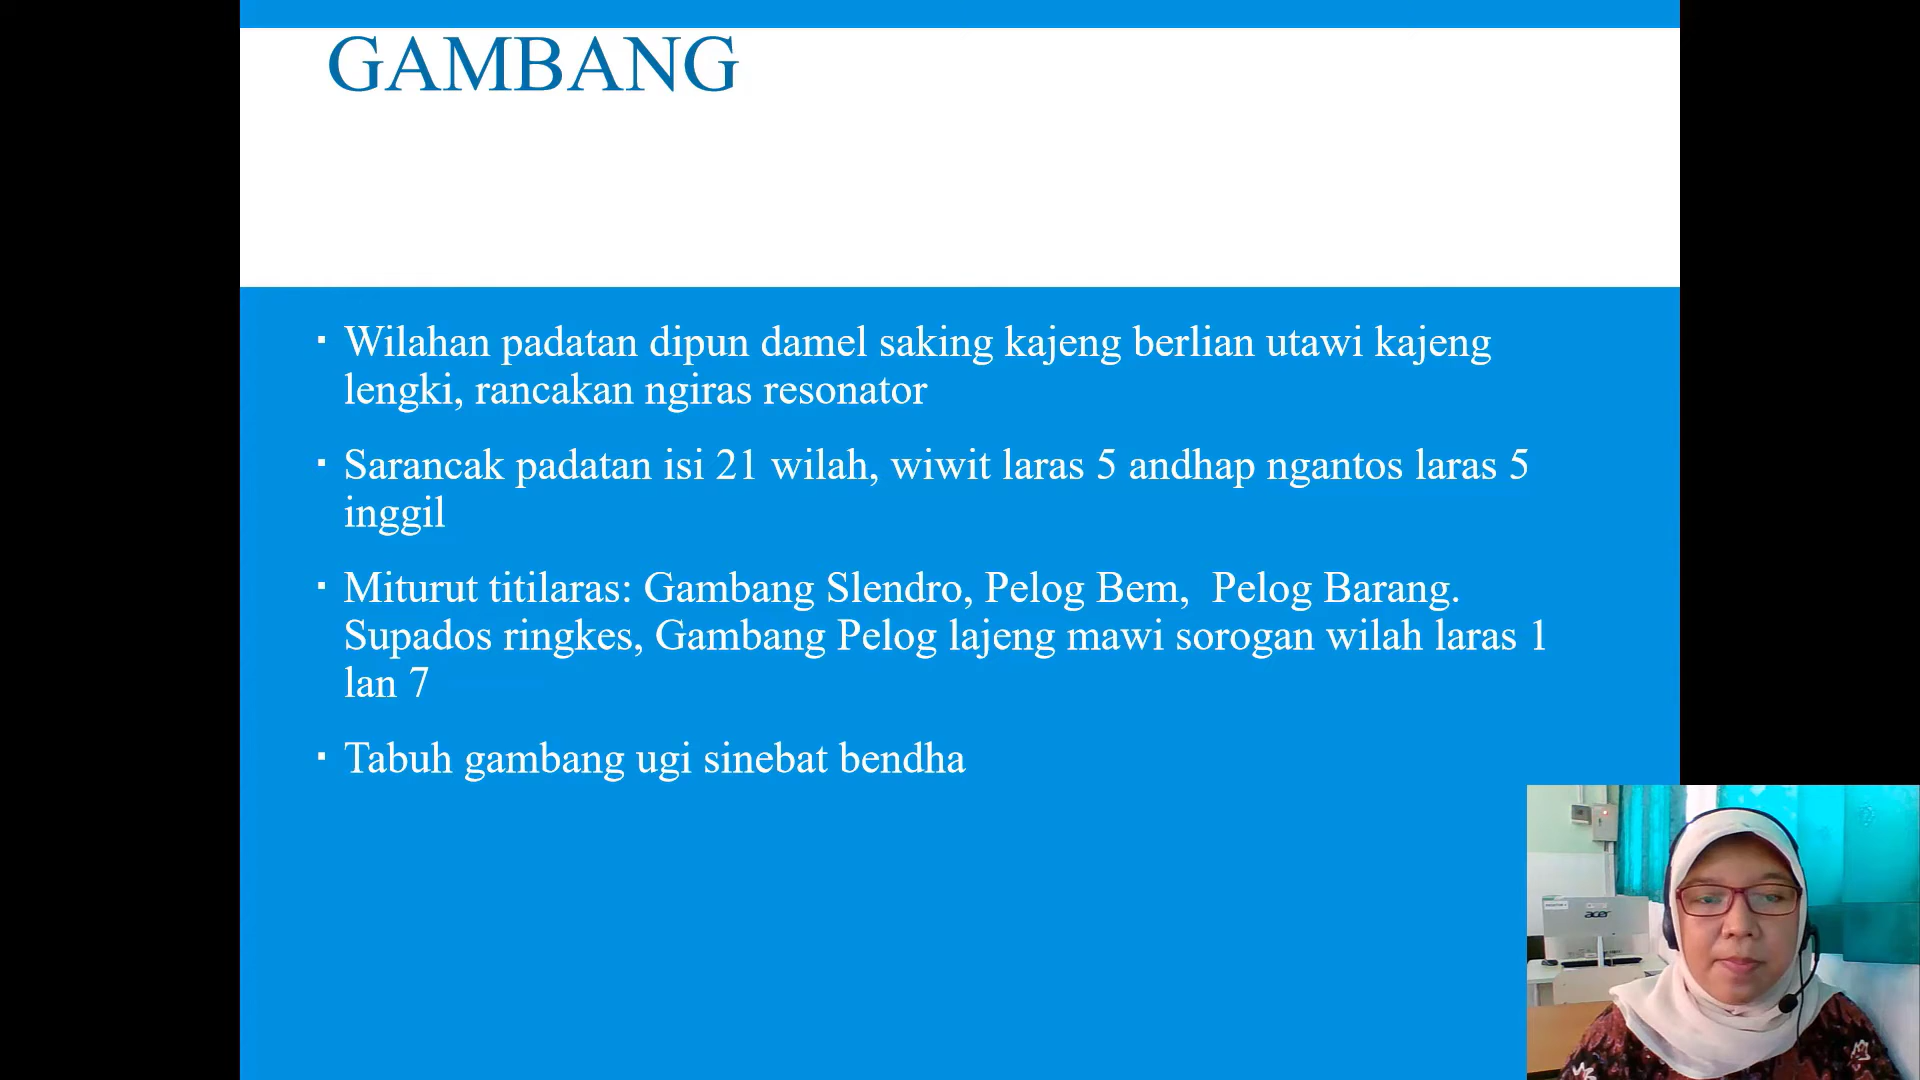 GAMBANG
▪ Wilahan padatan dipun damel saking kajeng berlian utawi kajeng
lengki, rancakan ngiras resonator
▪ Sarancak padatan isi 21 wilah, wiwit laras 5 andhap ngantos laras 5
inggil
▪ Miturut titilaras: Gambang Slendro, Pelog Bem,  Pelog Barang.
Supados ringkes, Gambang Pelog lajeng mawi sorogan wilah laras 1
lan 7
▪ Tabuh gambang ugi sinebat bendha
acer